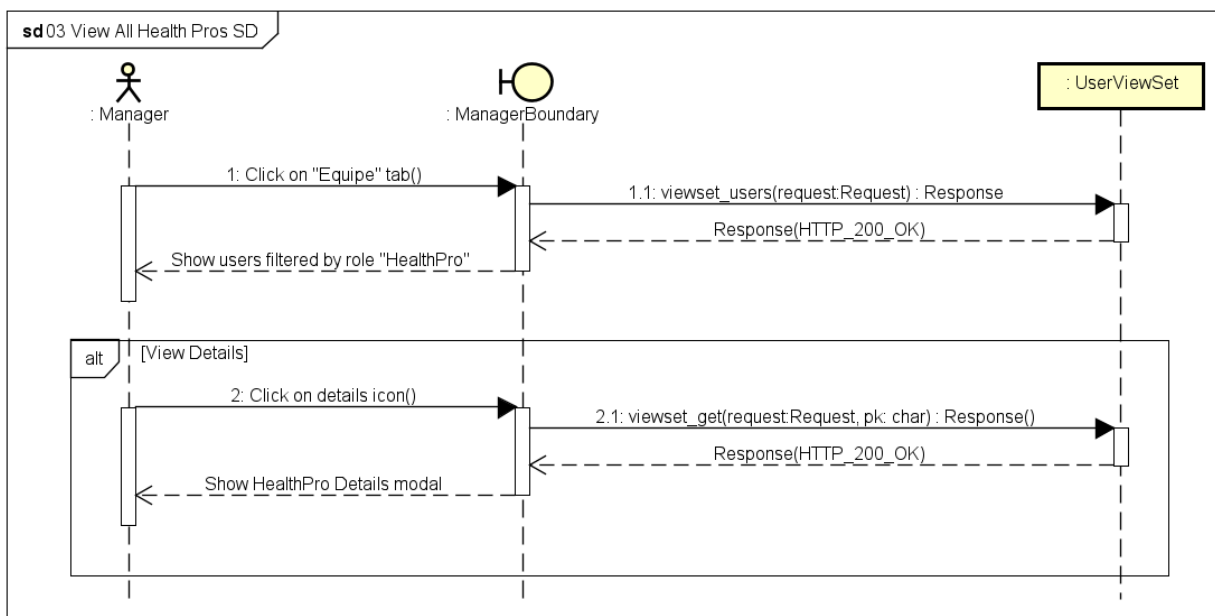 sd 03 View All Health Pros SD
: Manager
: ManagerBoundary
: UserViewSet
1: Click on "Equipe" tab()
1.1: viewset_users(request:Request) : Response
Response(HTTP_200_OK)
Show users filtered by role "HealthPro"
alt
[View Details]
2: Click on details icon()
2.1: viewset_get(request:Request, pk: char) : Response()
Response(HTTP_200_OK)
Show HealthPro Details modal